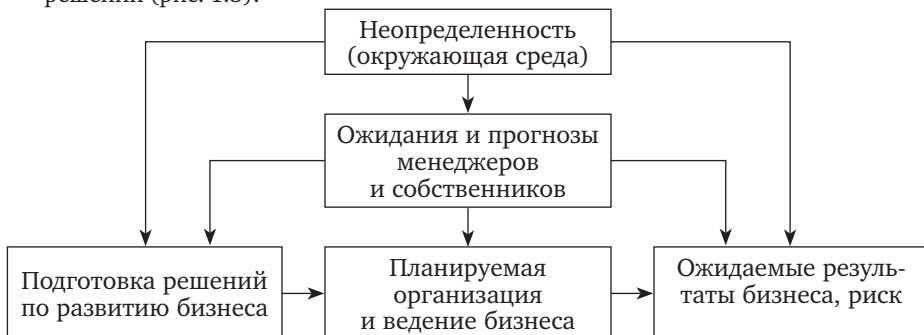 решений (рис. 1.3).
Неопределенность
(окружающая среда)
Ожидания и прогнозы
менеджеров
и собственников
Подготовка решений
по развитию бизнеса
Планируемая
организация
и ведение бизнеса
Ожидаемые резуль-
таты бизнеса, риск